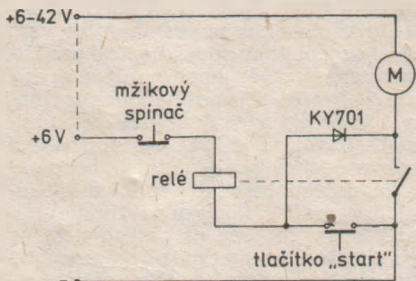 +6-42 V
M
mžikový
spínač
KY701
+6 V
relé
tlačítko „start"